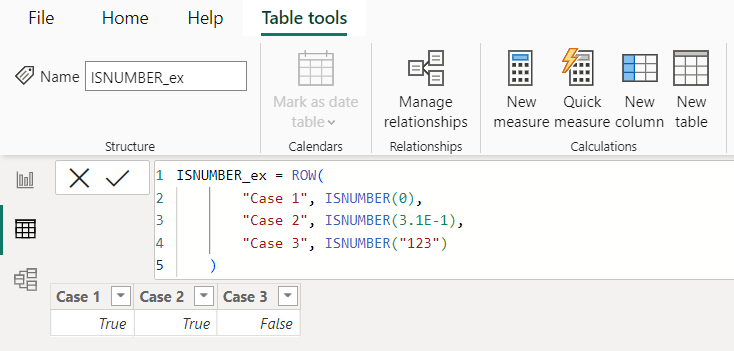 File Home Help Table tools
Name ISNUMBER_ex
Mark as date table
Manage relationships
New measure
Quick measure
New column
New table
Structure Calendars Relationships Calculations
1 ISNUMBER_ex = ROW(
2 "Case 1", ISNUMBER(0),
3 "Case 2", ISNUMBER(3.1E-1),
4 "Case 3", ISNUMBER("123")
5 )
Case 1 Case 2 Case 3
True True False